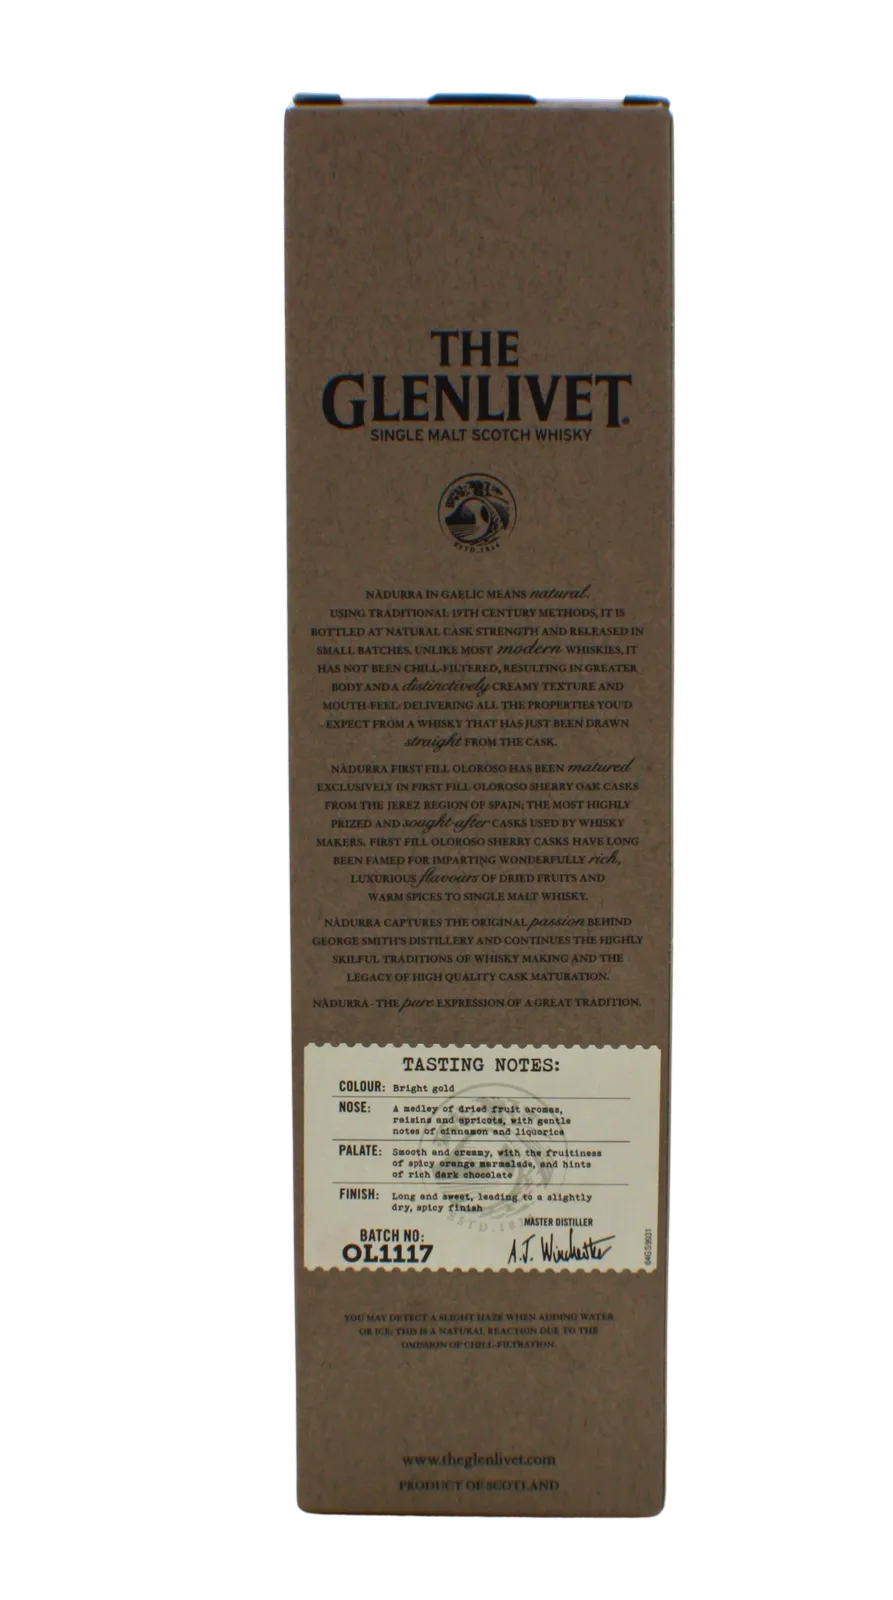 THE
GLENLIVET.
SINGLE MALT SCOTCH WHISKY
ESTD. 1824
NÀDURRA IN GAELIC MEANS natural.
USING TRADITIONAL 19TH CENTURY METHODS, IT IS
BOTTLED AT NATURAL CASK STRENGTH AND RELEASED IN
SMALL BATCHES. UNLIKE MOST modern WHISKIES, IT
HAS NOT BEEN CHILL-FILTERED, RESULTING IN GREATER
BODY AND A distinctively CREAMY TEXTURE AND
MOUTH-FEEL: DELIVERING ALL THE PROPERTIES YOU'D
EXPECT FROM A WHISKY THAT HAS JUST BEEN DRAWN
straight FROM THE CASK.
NÀDURRA FIRST FILL OLOROSO HAS BEEN matured
EXCLUSIVELY IN FIRST FILL OLOROSO SHERRY OAK CASKS
FROM THE JEREZ REGION OF SPAIN; THE MOST HIGHLY
PRIZED AND sought-after CASKS USED BY WHISKY
MAKERS. FIRST FILL OLOROSO SHERRY CASKS HAVE LONG
BEEN FAMED FOR IMPARTING WONDERFULLY rich,
LUXURIOUS flavours OF DRIED FRUITS AND
WARM SPICES TO SINGLE MALT WHISKY.
NÀDURRA CAPTURES THE ORIGINAL passion BEHIND
GEORGE SMITH'S DISTILLERY AND CONTINUES THE HIGHLY
SKILFUL TRADITIONS OF WHISKY MAKING AND THE
LEGACY OF HIGH QUALITY CASK MATURATION.
NÀDURRA - THE pure EXPRESSION OF A GREAT TRADITION.
TASTING NOTES:
COLOUR: Bright gold
NOSE: A medley of dried fruit aromas,
raisins and apricots, with gentle
notes of cinnamon and liquorice
PALATE: Smooth and creamy, with the fruitiness
of spicy orange marmalade, and hints
of rich dark chocolate
FINISH: Long and sweet, leading to a slightly
dry, spicy finish
ESTD. 1824
MASTER DISTILLER
BATCH NO:
OL1117
A.J. Winchester
YOU MAY DETECT A SLIGHT HAZE WHEN ADDING WATER
OR ICE: THIS IS A NATURAL REACTION DUE TO THE
OMISSION OF CHILL-FILTRATION.
www.theglenlivet.com
PRODUCT OF SCOTLAND